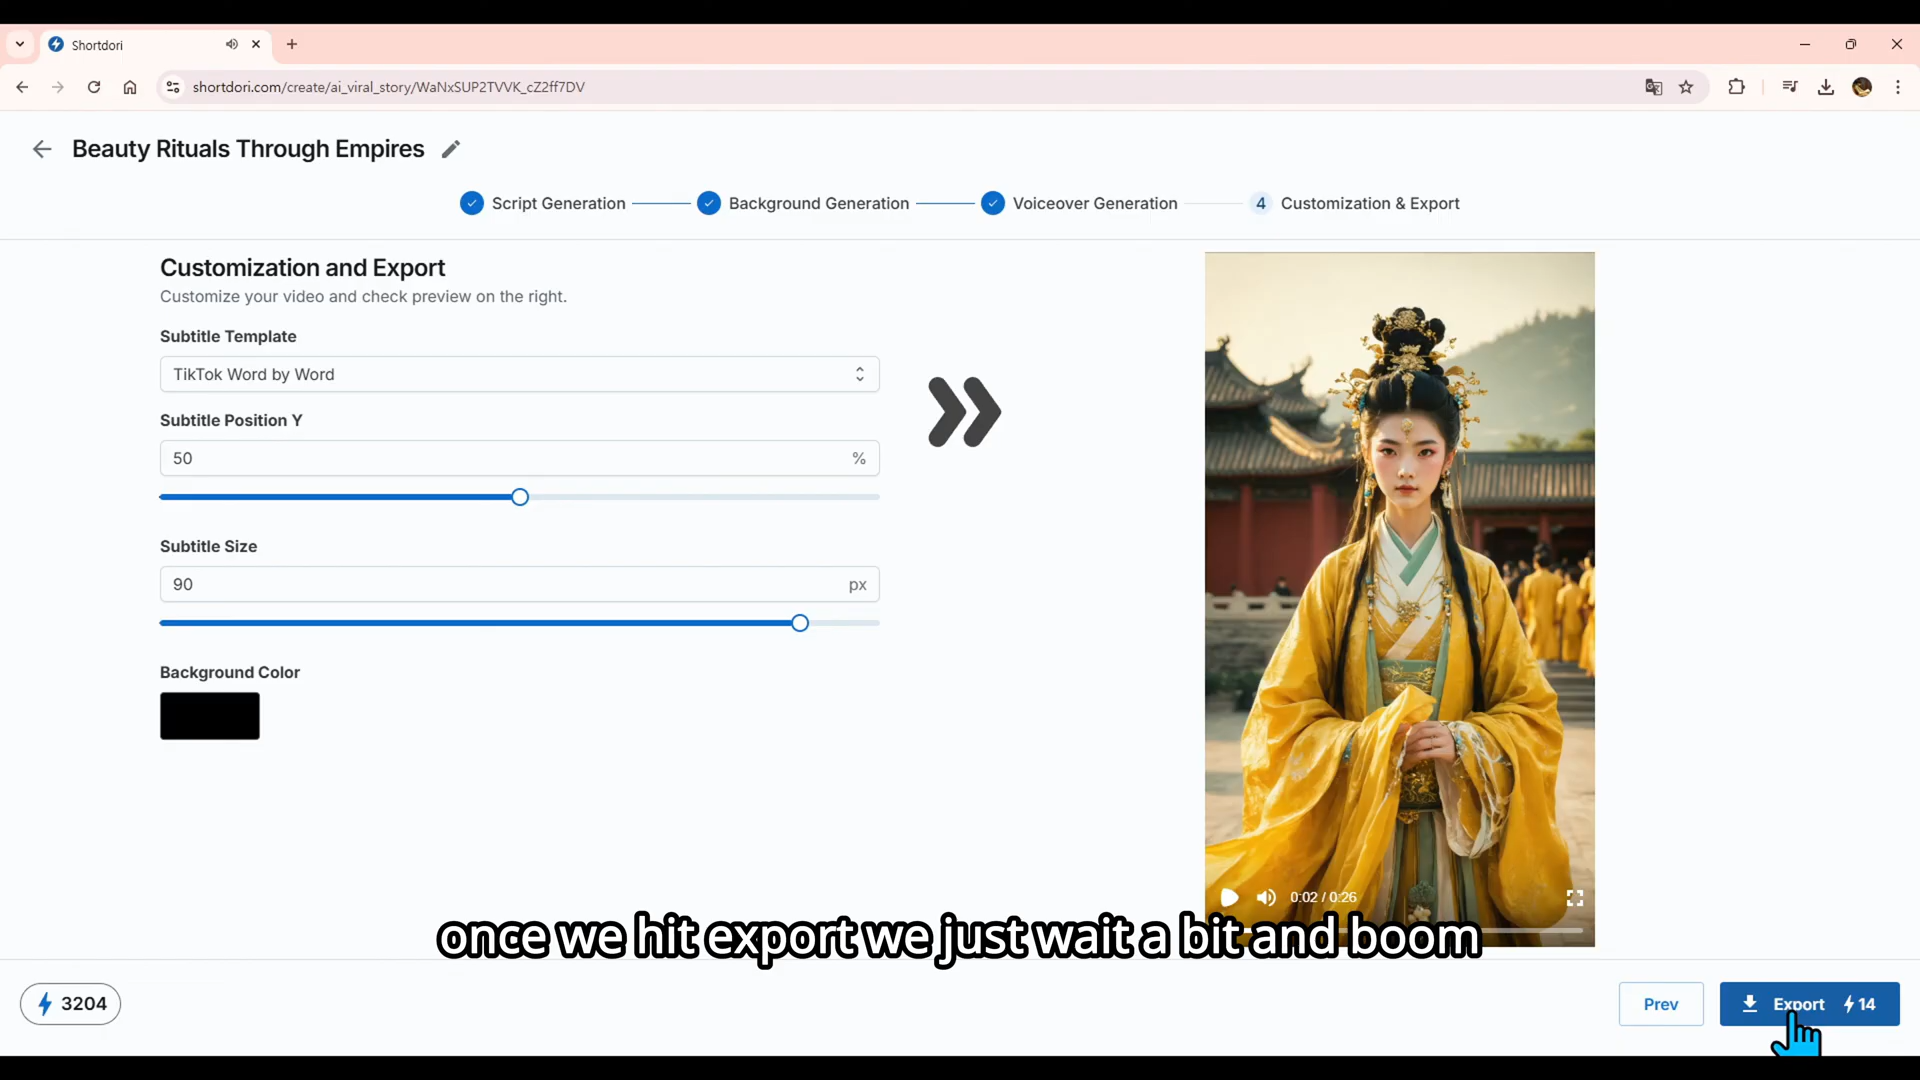 Shortdori
shortdori.com/create/ai_viral_story/WaNxSUP2TVVK_cZ2ff7DV
Beauty Rituals Through Empires
Script Generation
Background Generation
Voiceover Generation
4 Customization & Export
Customization and Export
Customize your video and check preview on the right.
Subtitle Template
TikTok Word by Word
Subtitle Position Y
50 %
Subtitle Size
90 px
Background Color
0:02 / 0:26
once we hit export we just wait a bit and boom
3204
Prev
Export 14